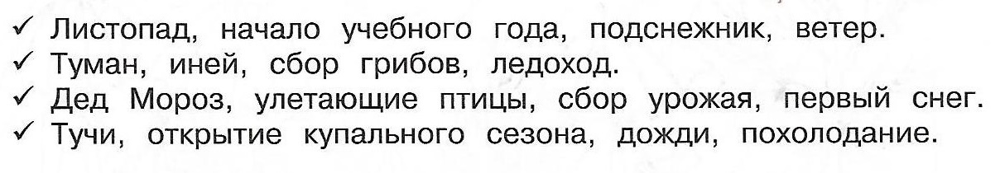 ✓ Листопад, начало учебного года, подснежник, ветер.
✓ Туман, иней, сбор грибов, ледоход.
✓ Дед Мороз, улетающие птицы, сбор урожая, первый снег.
✓ Тучи, открытие купального сезона, дожди, похолодание.